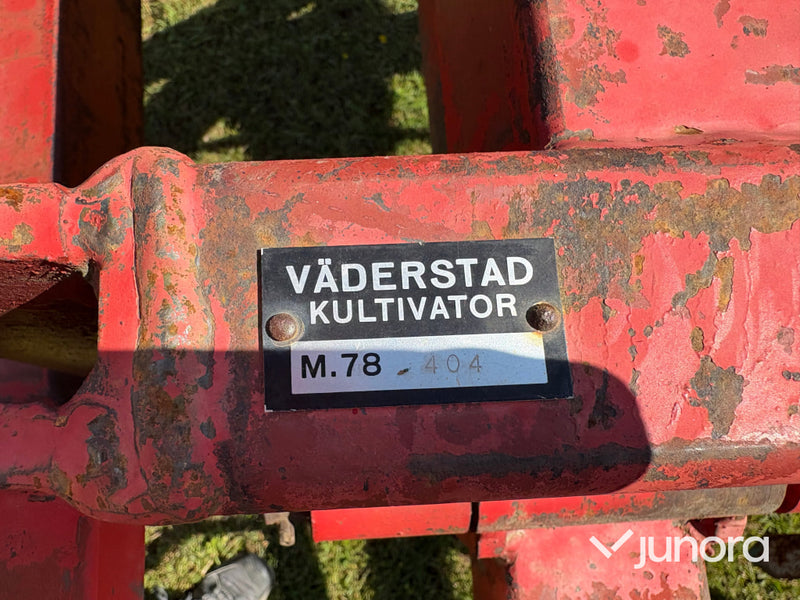 VÄDERSTAD
KULTIVATOR
M.78 404
junora